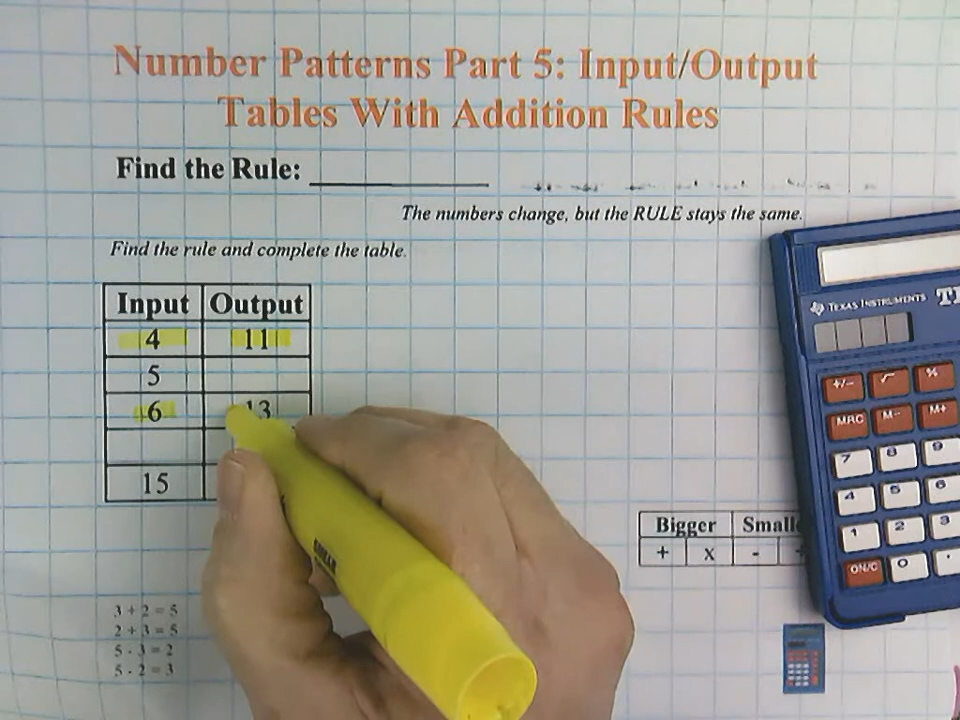 Number Patterns Part 5: Input/Output
Tables With Addition Rules
Find the Rule:
The numbers change, but the RULE stays the same.
Find the rule and complete the table.
Input Output
4 11
5
6 13
15
TEXAS INSTRUMENTS
+/- √ %
MRC M- M+
7 8 9
4 5 6
1 2 3
ON/C 0 .
Bigger
+ x -
3 + 2 = 5
2 + 3 = 5
5 - 3 = 2
5 - 2 = 3